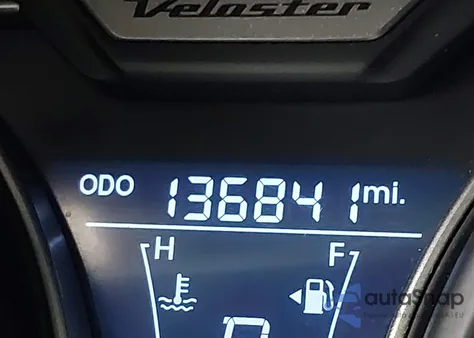 Veloster
ODO 136841 mi.
H F
autoSnap